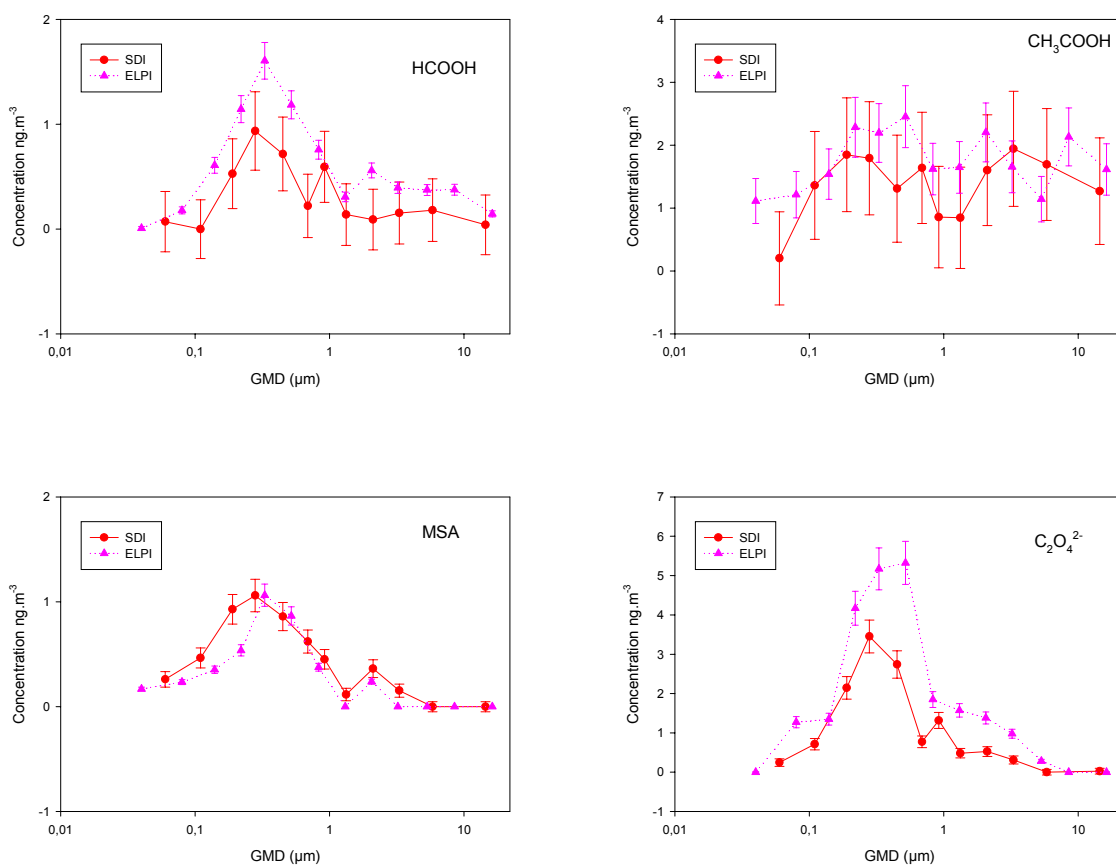 2
1
0
-1
Concentration ng.m⁻³
SDI
ELPI
HCOOH
0,01 0,1 1 10
GMD (µm)
4
3
2
1
0
-1
Concentration ng.m⁻³
SDI
ELPI
CH₃COOH
0,01 0,1 1 10
GMD (µm)
2
1
0
-1
Concentration ng.m⁻³
SDI
ELPI
MSA
0,01 0,1 1 10
GMD (µm)
7
6
5
4
3
2
1
0
-1
Concentration ng.m⁻³
SDI
ELPI
C₂O₄²⁻
0,01 0,1 1 10
GMD (µm)